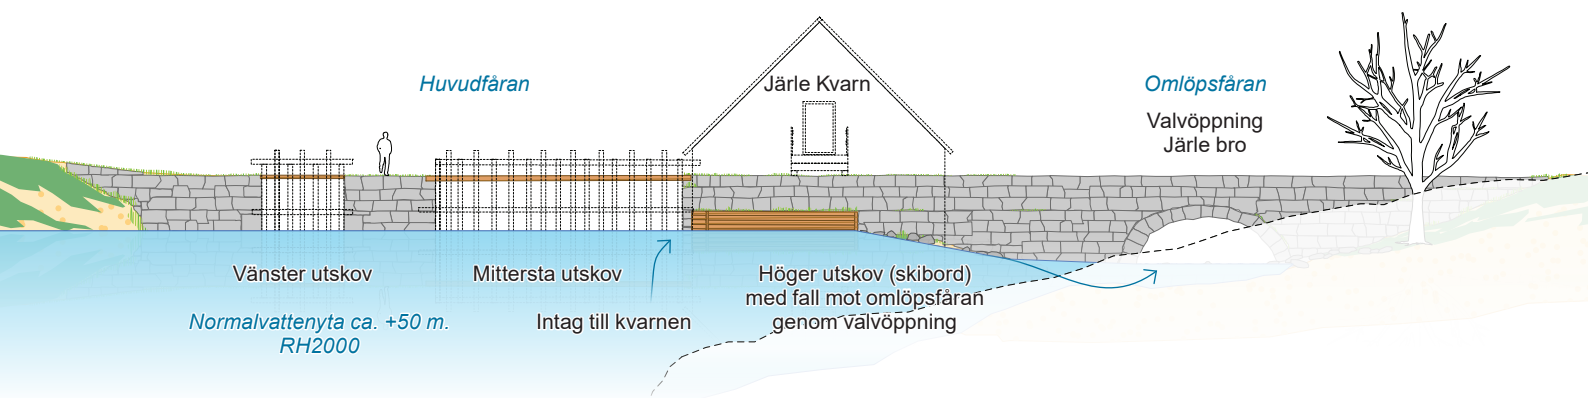 Huvudfåran
Järle Kvarn
Omlöpsfåran
Valvöppning
Järle bro
Vänster utskov
Mittersta utskov
Höger utskov (skibord)
med fall mot omlöpsfåran
genom valvöppning
Normalvattenyta ca. +50 m.
RH2000
Intag till kvarnen